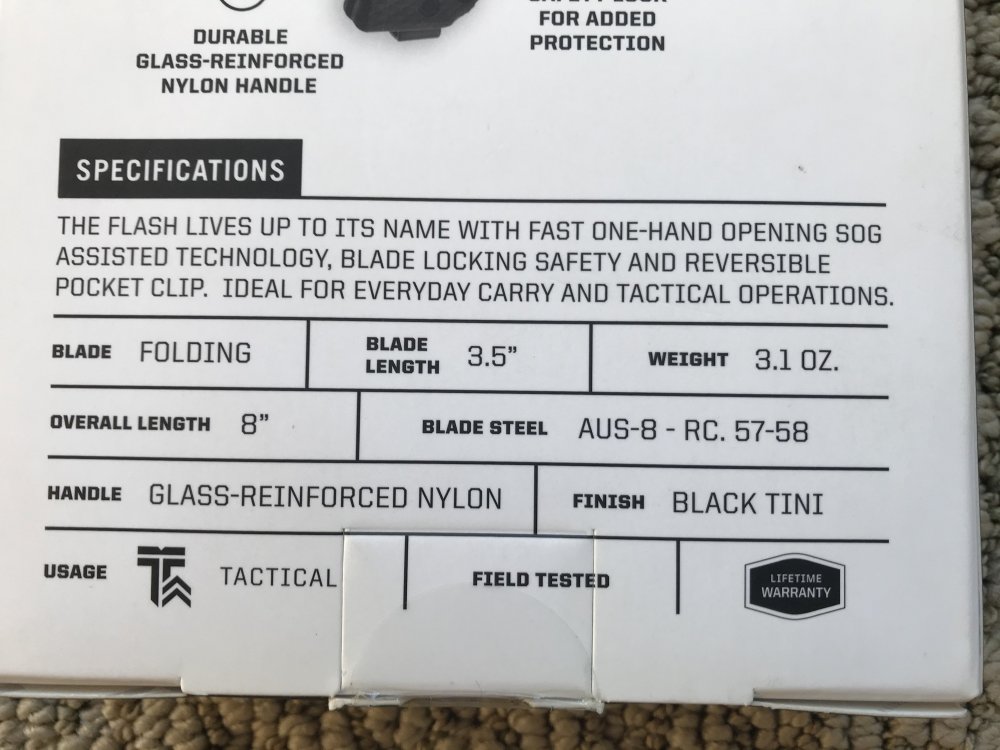 DURABLE
GLASS-REINFORCED
NYLON HANDLE
SAFETY LOCK
FOR ADDED
PROTECTION
SPECIFICATIONS
THE FLASH LIVES UP TO ITS NAME WITH FAST ONE-HAND OPENING SOG
ASSISTED TECHNOLOGY, BLADE LOCKING SAFETY AND REVERSIBLE
POCKET CLIP. IDEAL FOR EVERYDAY CARRY AND TACTICAL OPERATIONS.
BLADE FOLDING
BLADE
LENGTH 3.5”
WEIGHT 3.1 OZ.
OVERALL LENGTH 8”
BLADE STEEL AUS-8 - RC. 57-58
HANDLE GLASS-REINFORCED NYLON
FINISH BLACK TINI
USAGE TACTICAL
FIELD TESTED
LIFETIME
WARRANTY